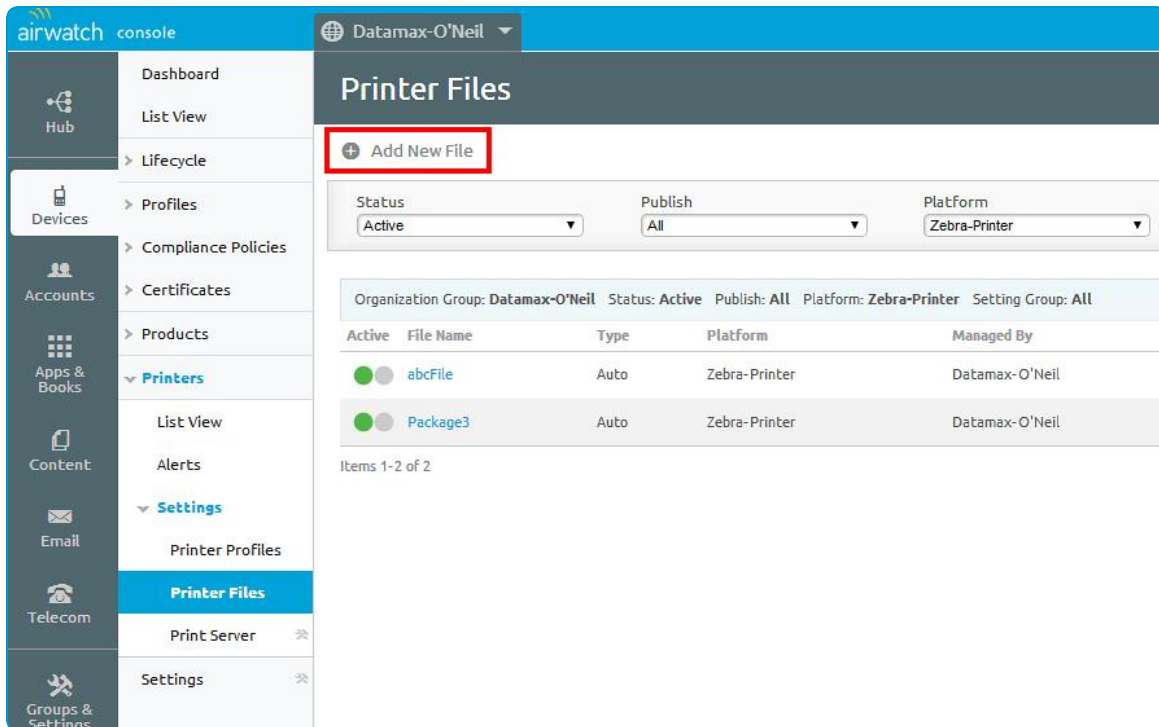 airwatch console
Datamax-O'Neil
Hub
Devices
Accounts
Apps &
Books
Content
Email
Telecom
Groups &
Settings
Dashboard
List View
Lifecycle
Profiles
Compliance Policies
Certificates
Products
Printers
List View
Alerts
Settings
Printer Profiles
Printer Files
Print Server
Settings
Printer Files
Add New File
Status Publish Platform
Active All Zebra-Printer
Organization Group: Datamax-O'Neil Status: Active Publish: All Platform: Zebra-Printer Setting Group: All
Active File Name Type Platform Managed By
abcFile Auto Zebra-Printer Datamax-O'Neil
Package3 Auto Zebra-Printer Datamax-O'Neil
Items 1-2 of 2